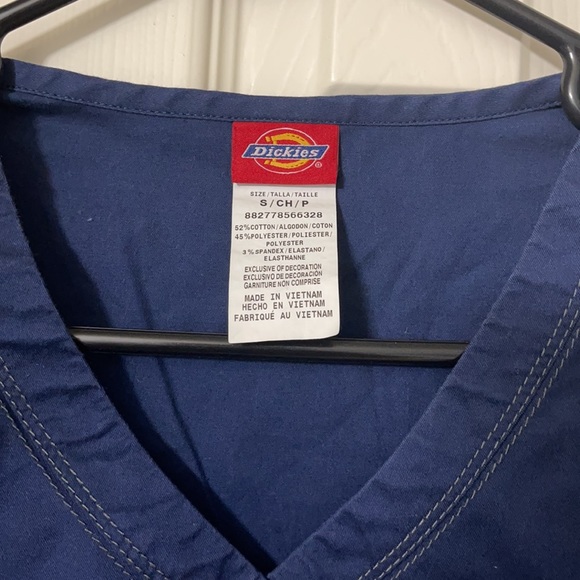 Dickies
®
SIZE/TALLA/TAILLE
S/CH/P
882778566328
52%COTTON/ALGODON/COTON
45%POLYESTER/POLIESTER/
POLYESTER
3%SPANDEX/ELASTANO/
ELASTHANNE
EXCLUSIVE OF DECORATION
EXCLUSIVO DE DECORACIÓN
GARNITURE NON COMPRISE
MADE IN VIETNAM
HECHO EN VIETNAM
FABRIQUÉ AU VIETNAM